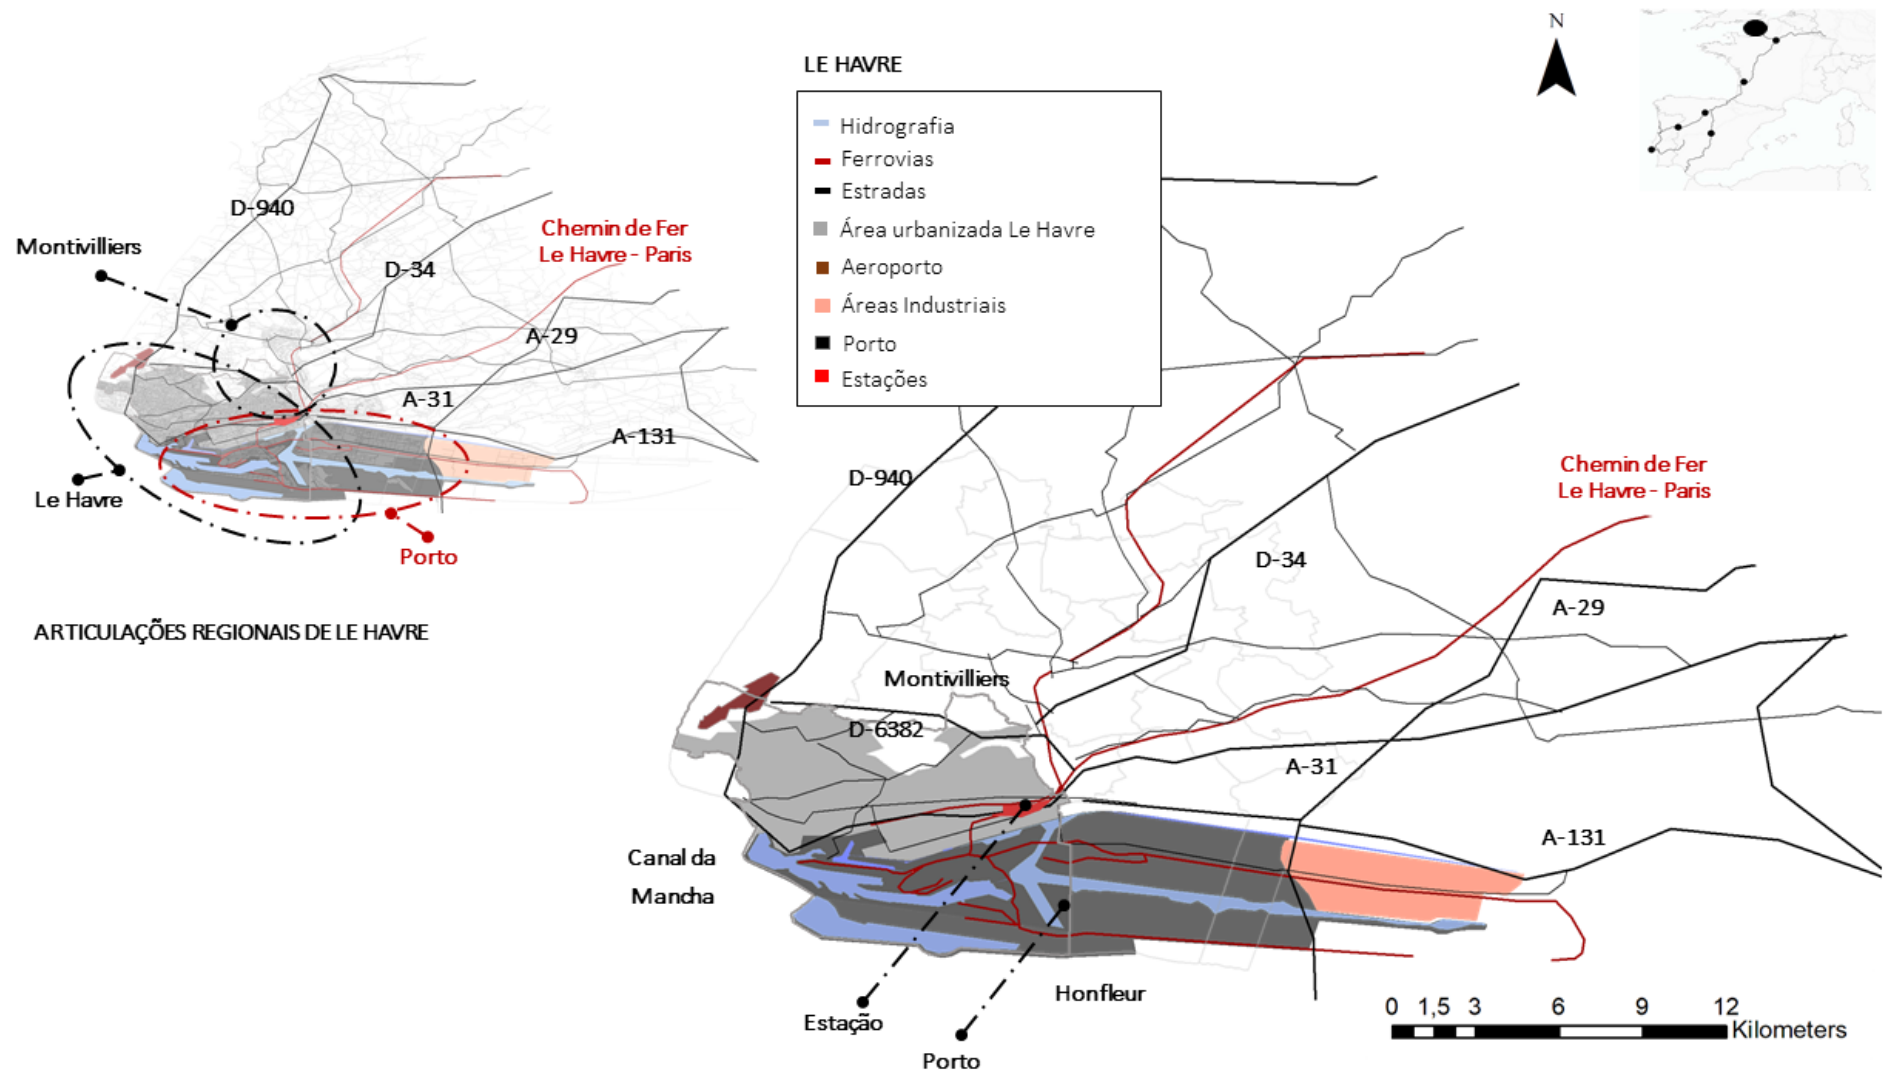 N
LE HAVRE
Hidrografia
Ferrovias
Estradas
Área urbanizada Le Havre
Aeroporto
Áreas Industriais
Porto
Estações
D-940
Montivilliers
Chemin de Fer
Le Havre - Paris
D-34
A-29
A-31
A-131
Le Havre
Porto
ARTICULAÇÕES REGIONAIS DE LE HAVRE
D-940
Chemin de Fer
Le Havre - Paris
D-34
A-29
Montivilliers
D-6382
A-31
A-131
Canal da
Mancha
Honfleur
Estação
Porto
0 1,5 3 6 9 12
Kilometers